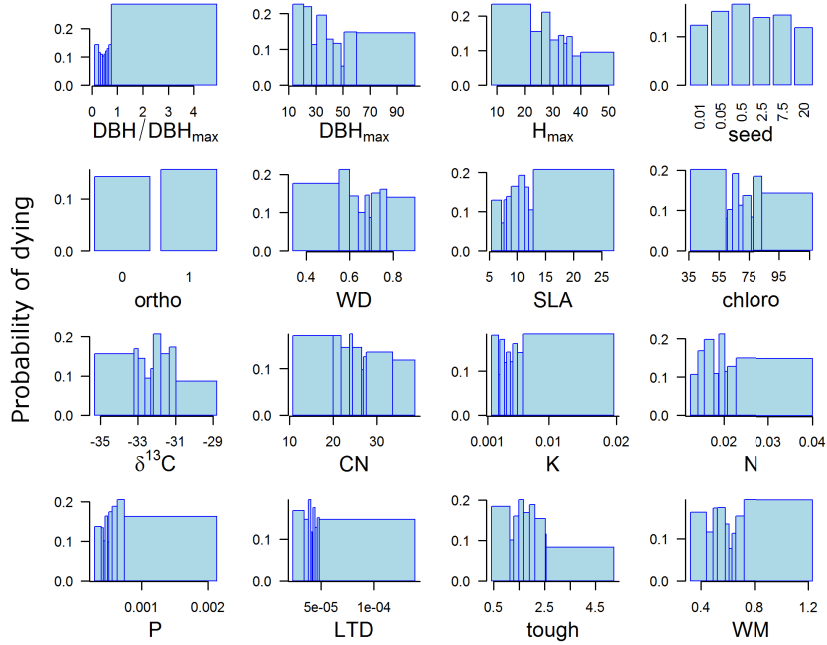 Probability of dying
0.0 0.1 0.2
0 1 2 3 4
DBH/DBHmax
0.0 0.1 0.2
10 30 50 70 90
DBHmax
0.0 0.1 0.2
10 20 30 40 50
Hmax
0.0 0.1
0.01 0.05 0.5 2.5 7.5 20
seed
0.0 0.1
0 1
ortho
0.0 0.1 0.2
0.4 0.6 0.8
WD
0.0 0.1 0.2
5 10 15 20 25
SLA
0.0 0.1 0.2
35 55 75 95
chloro
0.0 0.1 0.2
-35 -33 -31 -29
δ13C
0.0 0.1 0.2
10 20 30
CN
0.0 0.1
0.001 0.01 0.02
K
0.0 0.1 0.2
0.02 0.03 0.04
N
0.0 0.1 0.2
0.001 0.002
P
0.0 0.1 0.2
5e-05 1e-04
LTD
0.0 0.1 0.2
0.5 2.5 4.5
tough
0.0 0.1
0.4 0.8 1.2
WM